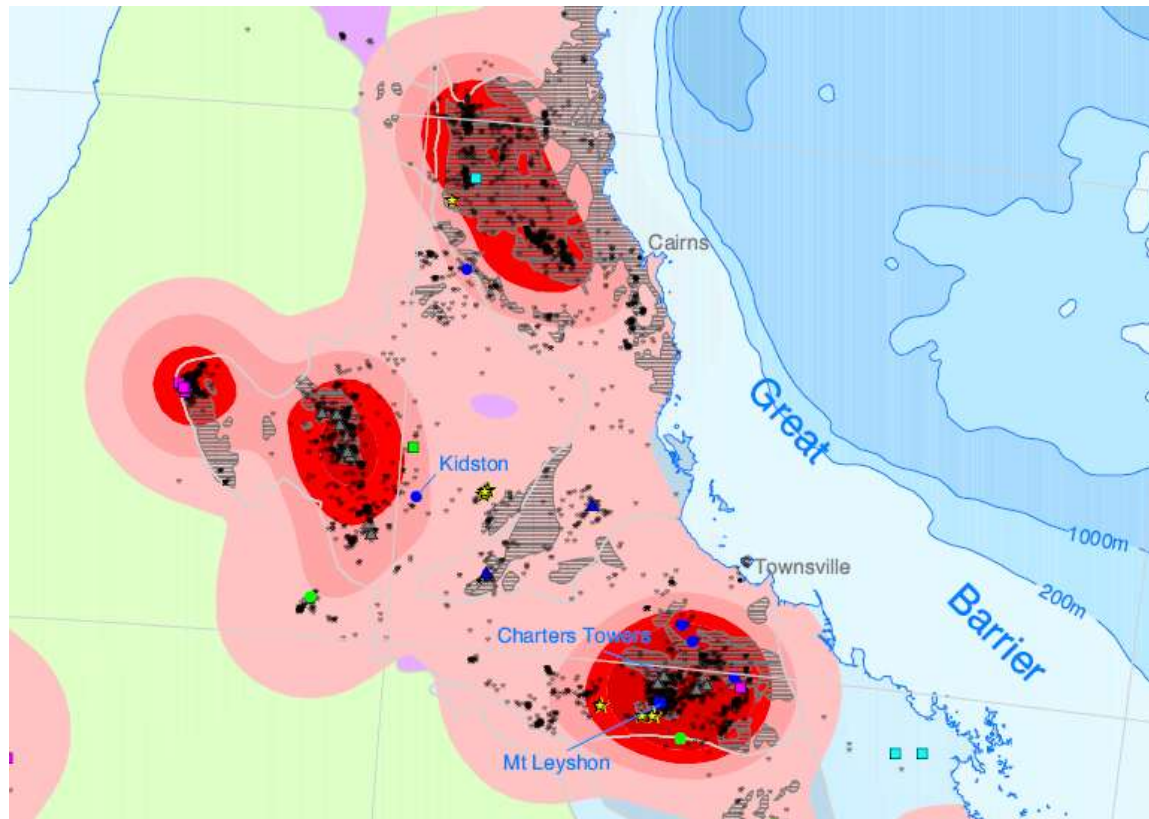 Cairns
Great
Kidston
1000m
Townsville
200m
Barrier
Charters Towers
Mt Leyshon